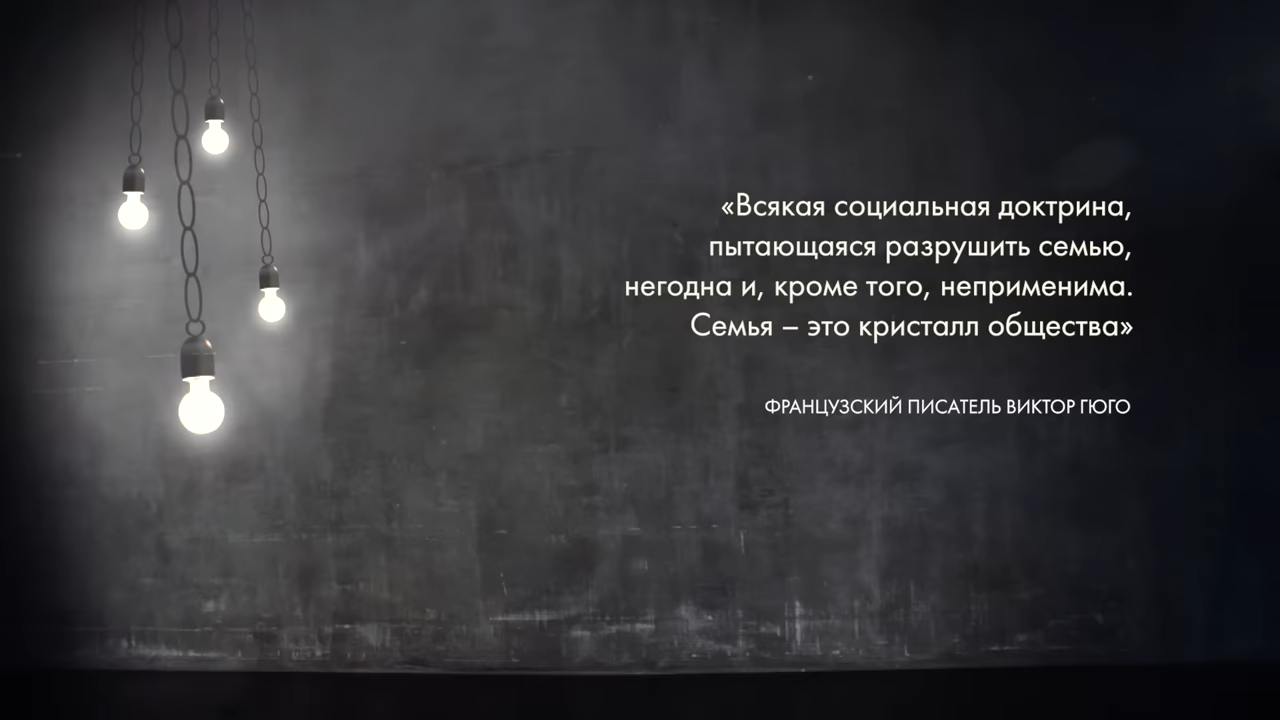 «Всякая социальная доктрина,
пытающаяся разрушить семью,
негодна и, кроме того, неприменима.
Семья – это кристалл общества»
ФРАНЦУЗСКИЙ ПИСАТЕЛЬ ВИКТОР ГЮГО